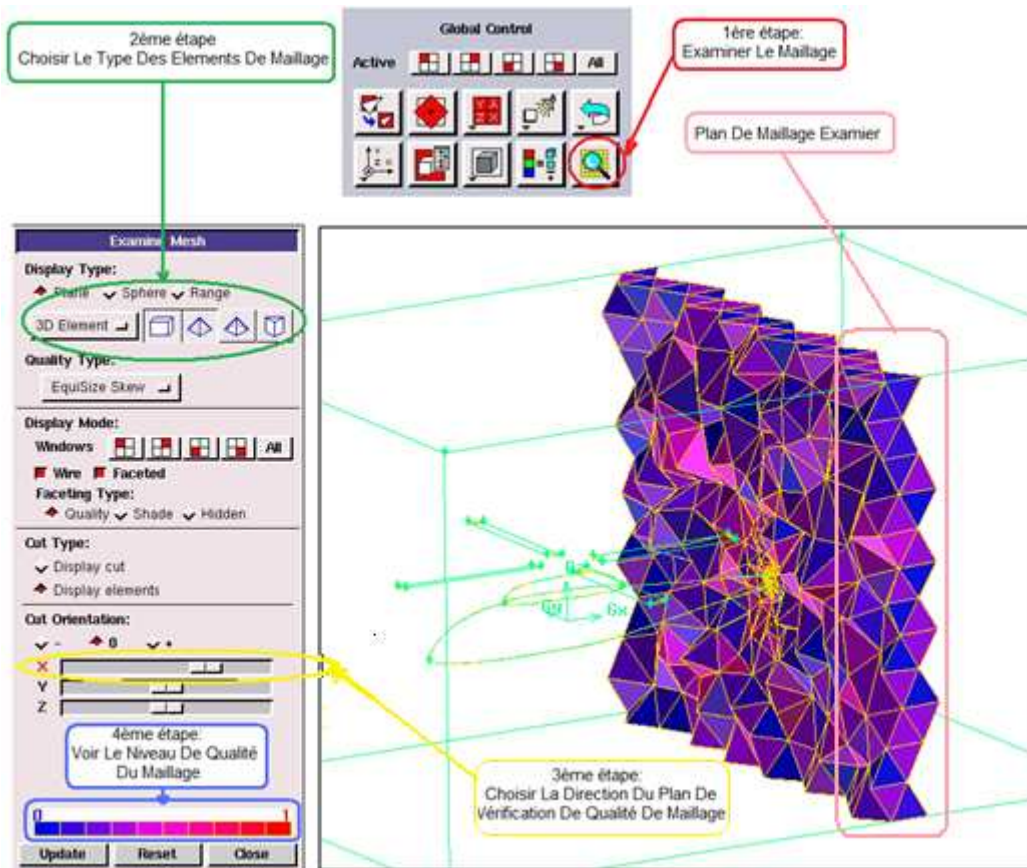 2ème étape
Choisir Le Type Des Elements De Maillage
Global Control
Active
All
1ère étape:
Examiner Le Maillage
Plan De Maillage Examier
Examine Mesh
Display Type:
Plane Sphere Range
3D Element
Quality Type:
EquiSize Skew
Display Mode:
Windows All
Wire Faceted
Faceting Type:
Quality Shade Hidden
Cut Type:
Display cut
Display elements
Cut Orientation:
- 0 +
X
Y
Z
4ème étape:
Voir Le Niveau De Qualité
Du Maillage
0 1
Update Reset Close
3ème étape:
Choisir La Direction Du Plan De
Vérification De Qualité De Maillage
Gy Gx